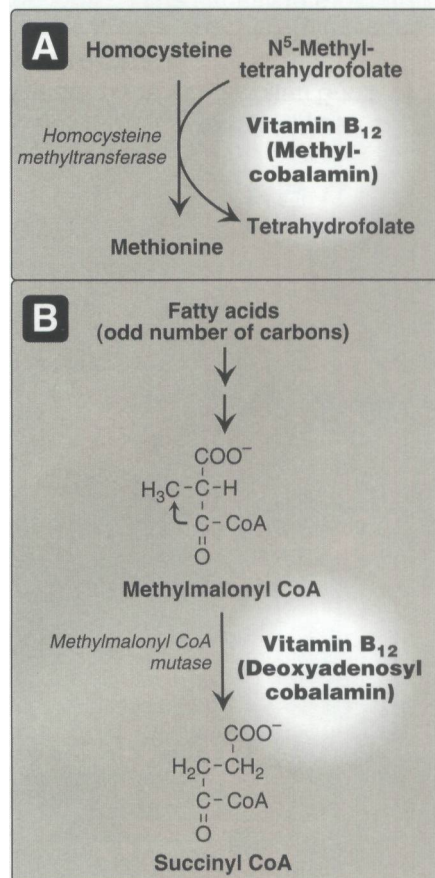 A
Homocysteine
N⁵-Methyl-
tetrahydrofolate
Homocysteine
methyltransferase
Vitamin B₁₂
(Methyl-
cobalamin)
Tetrahydrofolate
Methionine
B
Fatty acids
(odd number of carbons)
COO⁻
H₃C-C-H
C-CoA
O
Methylmalonyl CoA
Methylmalonyl CoA
mutase
Vitamin B₁₂
(Deoxyadenosyl
cobalamin)
COO⁻
H₂C-CH₂
C-CoA
O
Succinyl CoA